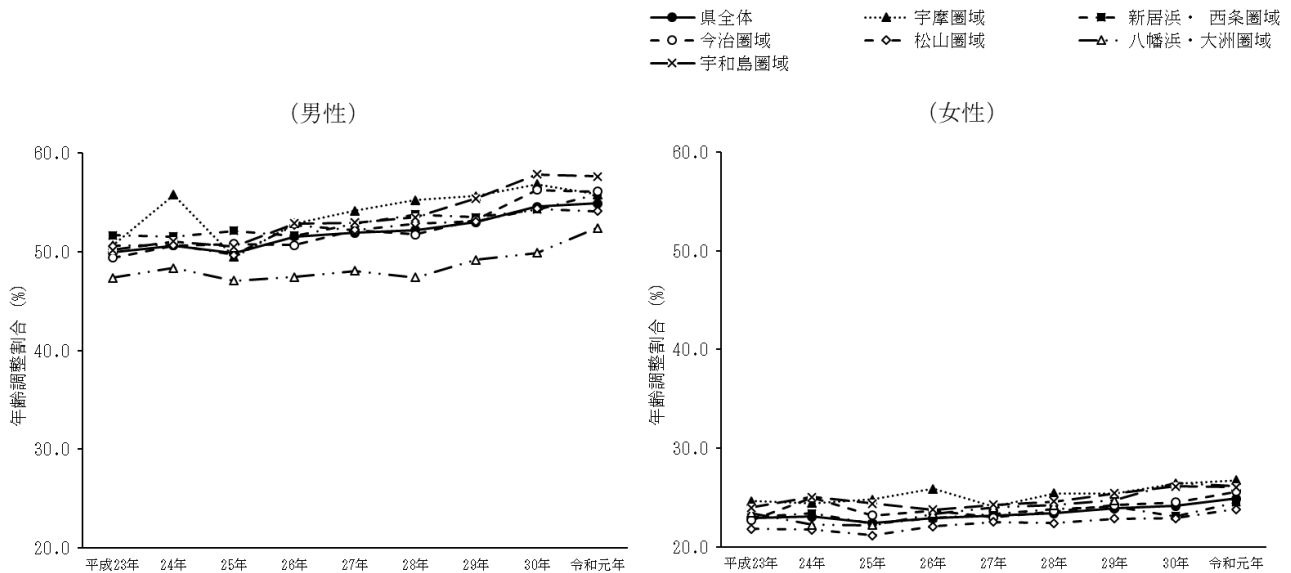 県全体 宇摩圏域 新居浜・ 西条圏域
今治圏域 松山圏域 八幡浜・大洲圏域
宇和島圏域
（男性）
60.0
50.0
40.0
30.0
20.0
年齢調整割合 (%)
平成23年 24年 25年 26年 27年 28年 29年 30年 令和元年
（女性）
60.0
50.0
40.0
30.0
20.0
年齢調整割合 (%)
平成23年 24年 25年 26年 27年 28年 29年 30年 令和元年